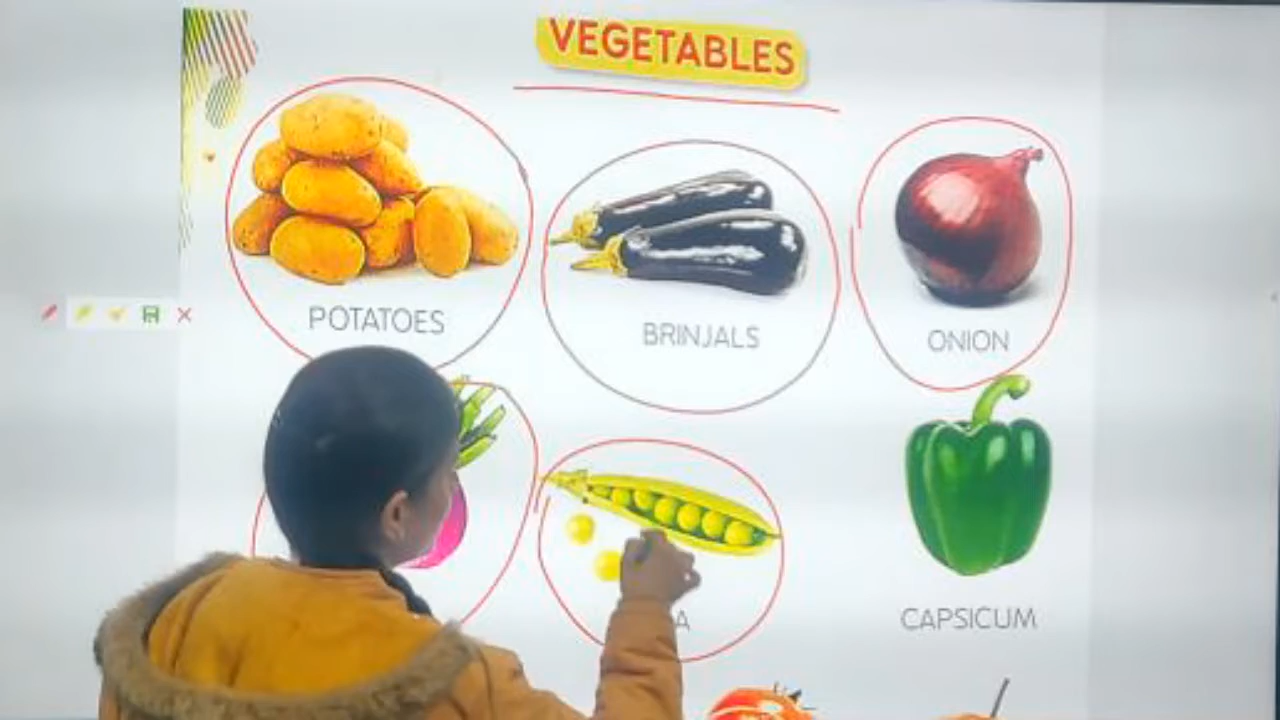 VEGETABLES
POTATOES
BRINJALS
ONION
CAPSICUM